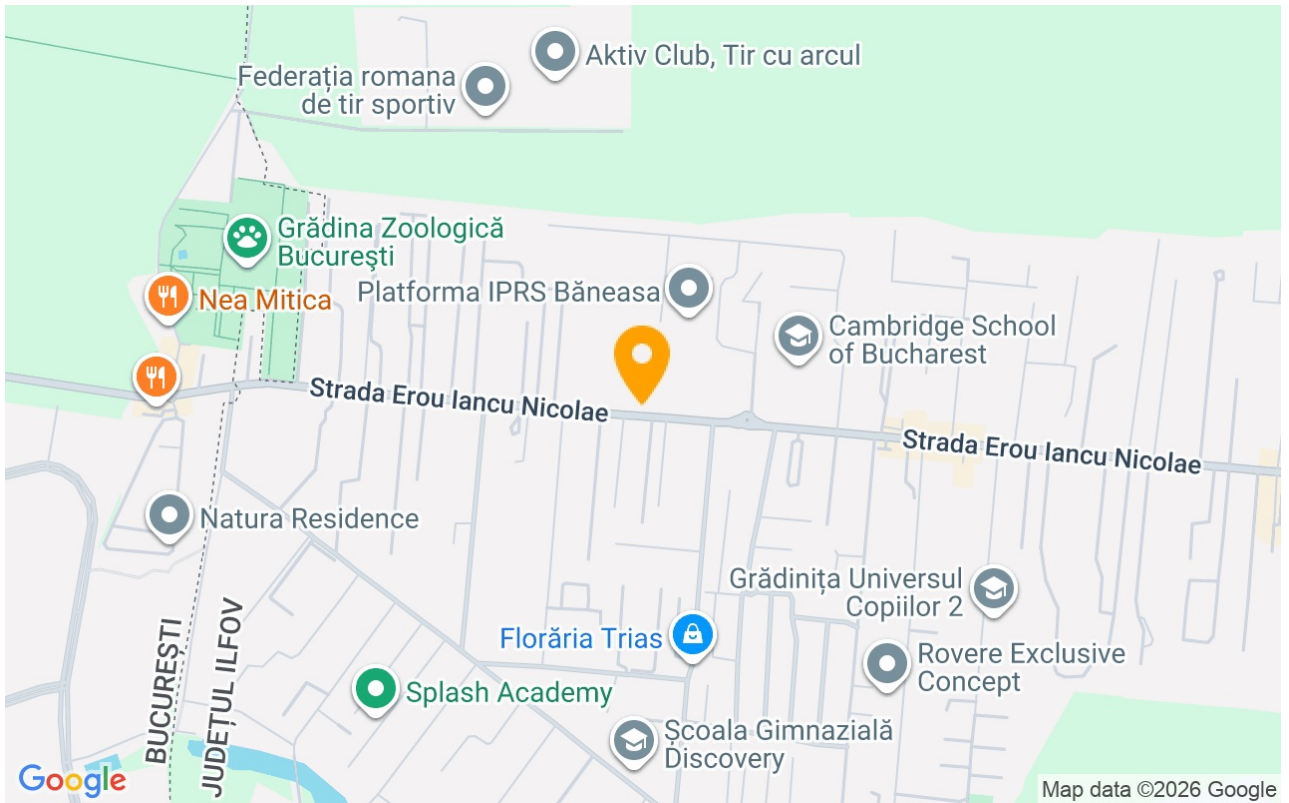 Aktiv Club, Tir cu arcul
Federația romana
de tir sportiv
Grădina Zoologică
București
Nea Mitica
Platforma IPRS Băneasa
Cambridge School
of Bucharest
Strada Erou Iancu Nicolae
Strada Erou Iancu Nicolae
Natura Residence
Grădinița Universul
Copiilor 2
BUCUREȘTI
JUDEȚUL ILFOV
Florăria Trias
Rovere Exclusive
Concept
Splash Academy
Școala Gimnazială
Discovery
Google
Map data ©2026 Google